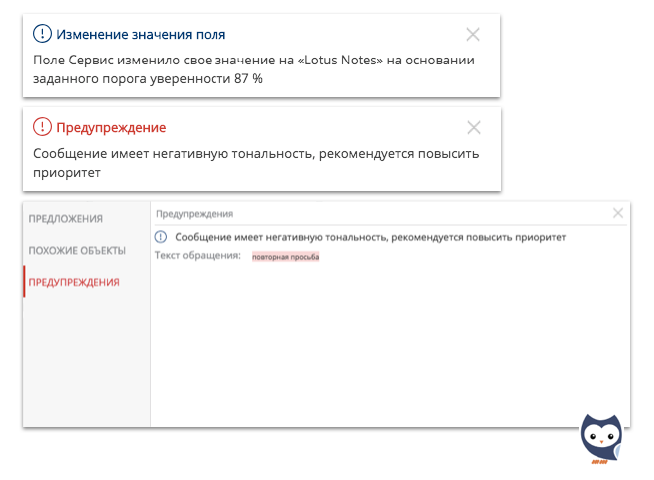 Изменение значения поля
Поле Сервис изменило свое значение на «Lotus Notes» на основании
заданного порога уверенности 87 %
Предупреждение
Сообщение имеет негативную тональность, рекомендуется повысить
приоритет
ПРЕДЛОЖЕНИЯ
ПОХОЖИЕ ОБЪЕКТЫ
ПРЕДУПРЕЖДЕНИЯ
Предупреждения
Сообщение имеет негативную тональность, рекомендуется повысить приоритет
Текст обращения: повторная просьба